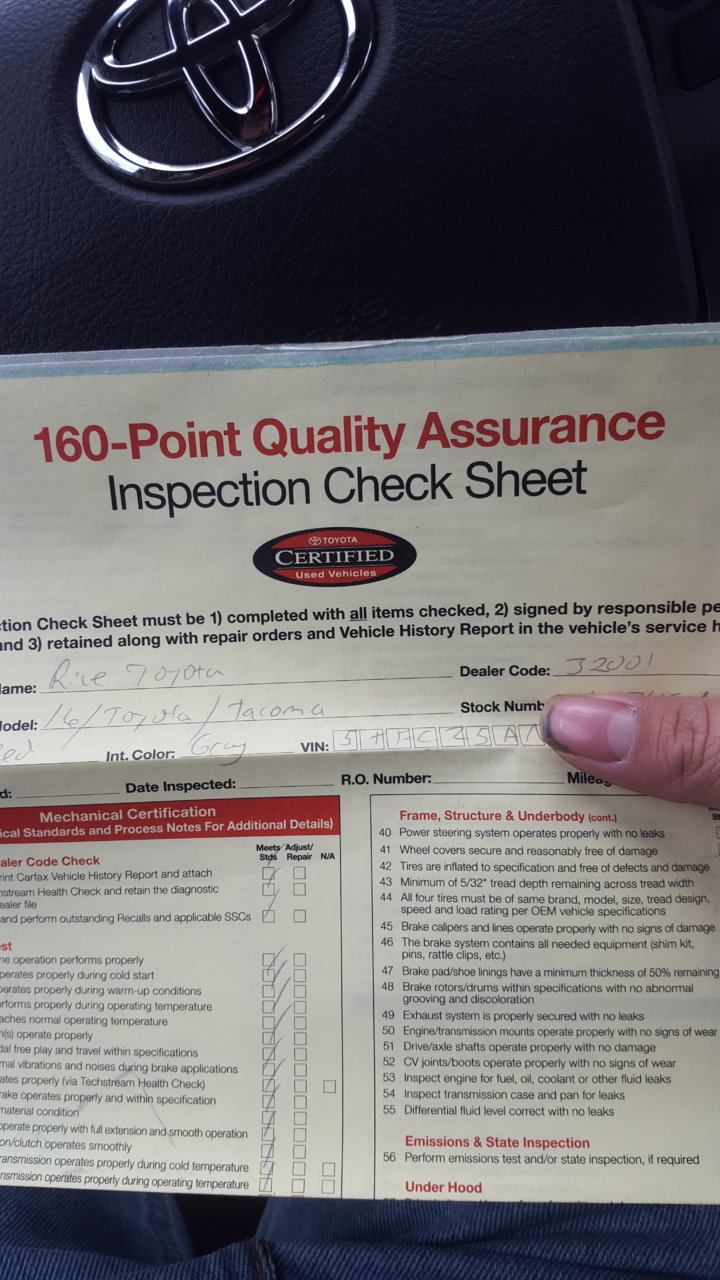 160-Point Quality Assurance
Inspection Check Sheet
TOYOTA
CERTIFIED
Used Vehicles
ction Check Sheet must be 1) completed with all items checked, 2) signed by responsible pe
and 3) retained along with repair orders and Vehicle History Report in the vehicle's service h
ame: Rice Toyota Dealer Code: 32001
Model: 16/Toyota/Tacoma Stock Numb
ed Int. Color: Gray VIN: 5
d: Date Inspected: R.O. Number: Mileag
Mechanical Certification
ical Standards and Process Notes For Additional Details)
Meets Stds Adjust/ Repair N/A
ealer Code Check
rint Carfax Vehicle History Report and attach
nstream Health Check and retain the diagnostic
ealer file
and perform outstanding Recalls and applicable SSCs
est
ne operation performs properly
perates properly during cold start
perates properly during warm-up conditions
rforms properly during operating temperature
aches normal operating temperature
n(s) operate properly
dal free play and travel within specifications
mal vibrations and noises during brake applications
ates properly (via Techstream Health Check)
rake operates properly and within specification
material condition
operate properly with full extension and smooth operation
on/clutch operates smoothly
ransmission operates properly during cold temperature
nsmission operates properly during operating temperature
Frame, Structure & Underbody (cont.)
40 Power steering system operates properly with no leaks
41 Wheel covers secure and reasonably free of damage
42 Tires are inflated to specification and free of defects and damage
43 Minimum of 5/32" tread depth remaining across tread width
44 All four tires must be of same brand, model, size, tread design,
speed and load rating per OEM vehicle specifications
45 Brake calipers and lines operate properly with no signs of damage
46 The brake system contains all needed equipment (shim kit,
pins, rattle clips, etc.)
47 Brake pad/shoe linings have a minimum thickness of 50% remaining
48 Brake rotors/drums within specifications with no abnormal
grooving and discoloration
49 Exhaust system is properly secured with no leaks
50 Engine/transmission mounts operate properly with no signs of wear
51 Drive/axle shafts operate properly with no damage
52 CV joints/boots operate properly with no signs of wear
53 Inspect engine for fuel, oil, coolant or other fluid leaks
54 Inspect transmission case and pan for leaks
55 Differential fluid level correct with no leaks
Emissions & State Inspection
56 Perform emissions test and/or state inspection, if required
Under Hood